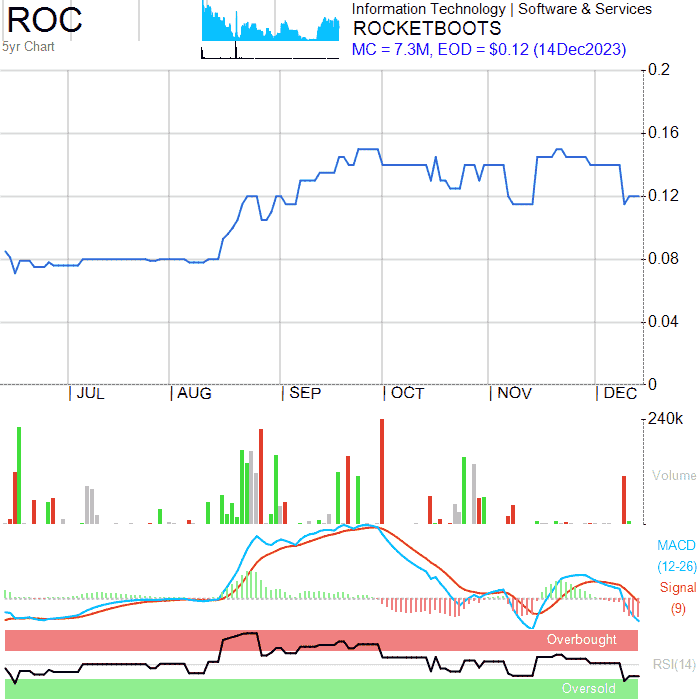 ROC
5yr Chart
Information Technology | Software & Services
ROCKETBOOTS
MC = 7.3M, EOD = $0.12 (14Dec2023)
0.2
0.16
0.12
0.08
0.04
0
| JUL | AUG | SEP | OCT | NOV | DEC
240k
Volume
MACD
(12-26)
Signal
(9)
Overbought
RSI(14)
Oversold